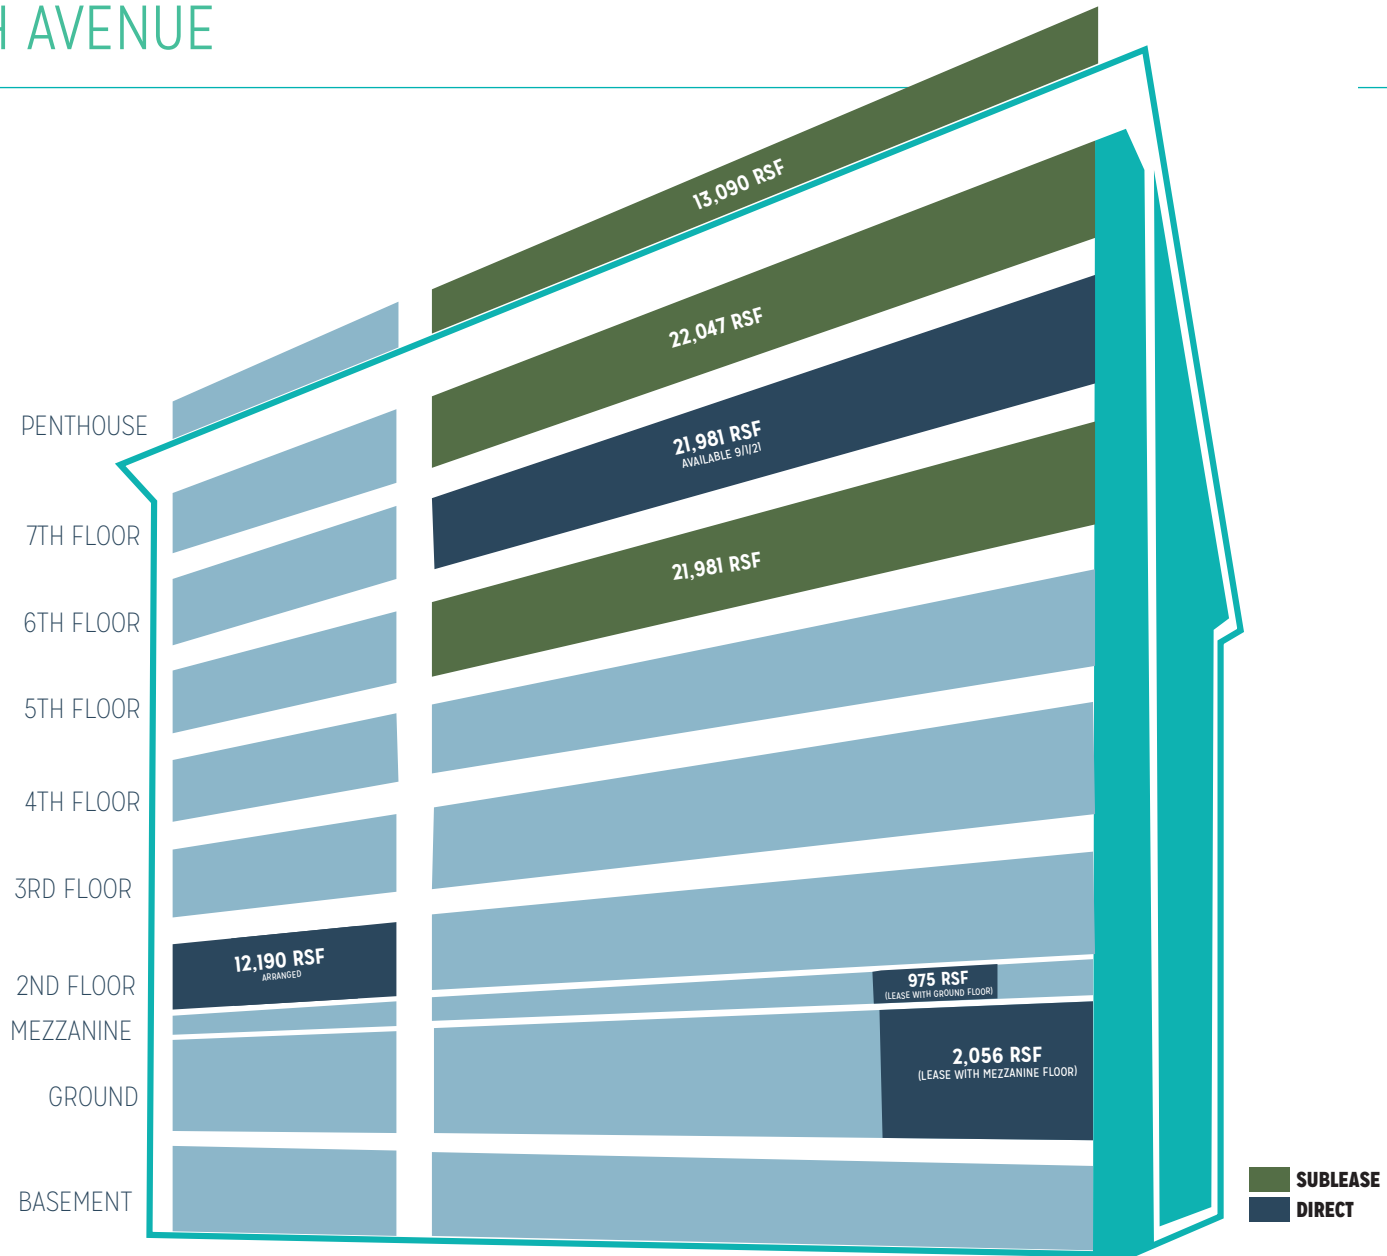 H AVENUE
13,090 RSF
PENTHOUSE
22,047 RSF
7TH FLOOR
21,981 RSF
AVAILABLE 9/1/21
6TH FLOOR
21,981 RSF
5TH FLOOR
4TH FLOOR
3RD FLOOR
12,190 RSF
ARRANGED
2ND FLOOR
975 RSF
(LEASE WITH GROUND FLOOR)
MEZZANINE
2,056 RSF
(LEASE WITH MEZZANINE FLOOR)
GROUND
BASEMENT
SUBLEASE
DIRECT